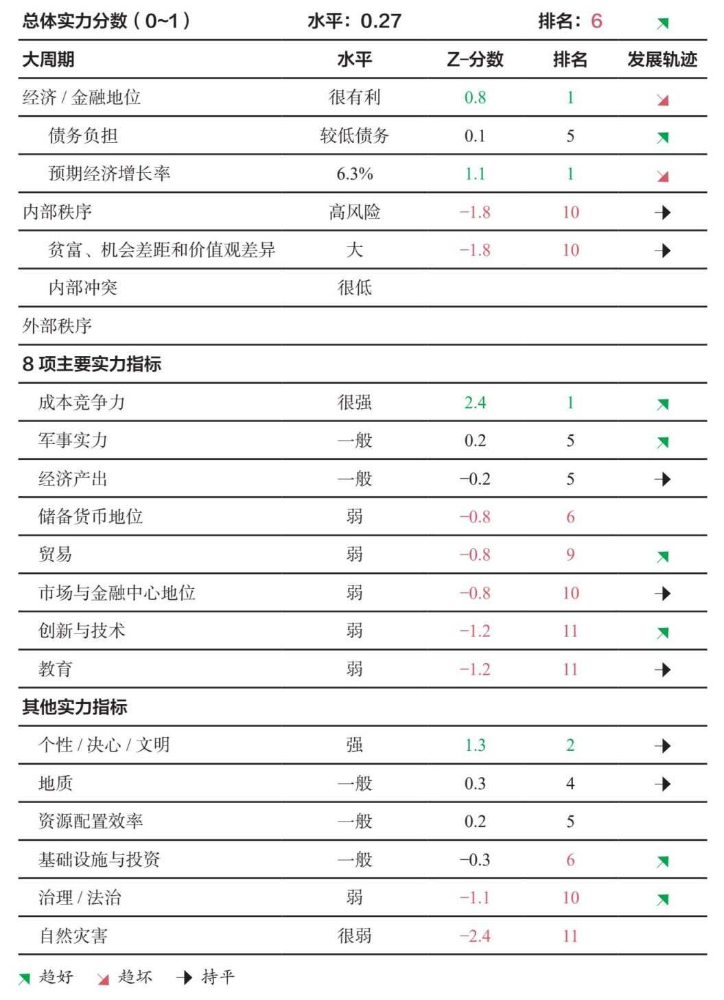 总体实力分数（0~1） 水平：0.27 排名：6
大周期 水平 Z–分数 排名 发展轨迹
经济 / 金融地位 很有利 0.8 1
债务负担 较低债务 0.1 5
预期经济增长率 6.3% 1.1 1
内部秩序 高风险 −1.8 10
贫富、机会差距和价值观差异 大 −1.8 10
内部冲突 很低
外部秩序
8 项主要实力指标
成本竞争力 很强 2.4 1
军事实力 一般 0.2 5
经济产出 一般 −0.2 5
储备货币地位 弱 −0.8 6
贸易 弱 −0.8 9
市场与金融中心地位 弱 −0.8 10
创新与技术 弱 −1.2 11
教育 弱 −1.2 11
其他实力指标
个性 / 决心 / 文明 强 1.3 2
地质 一般 0.3 4
资源配置效率 一般 0.2 5
基础设施与投资 一般 −0.3 6
治理 / 法治 弱 −1.1 10
自然灾害 很弱 −2.4 11
趋好 趋坏 持平